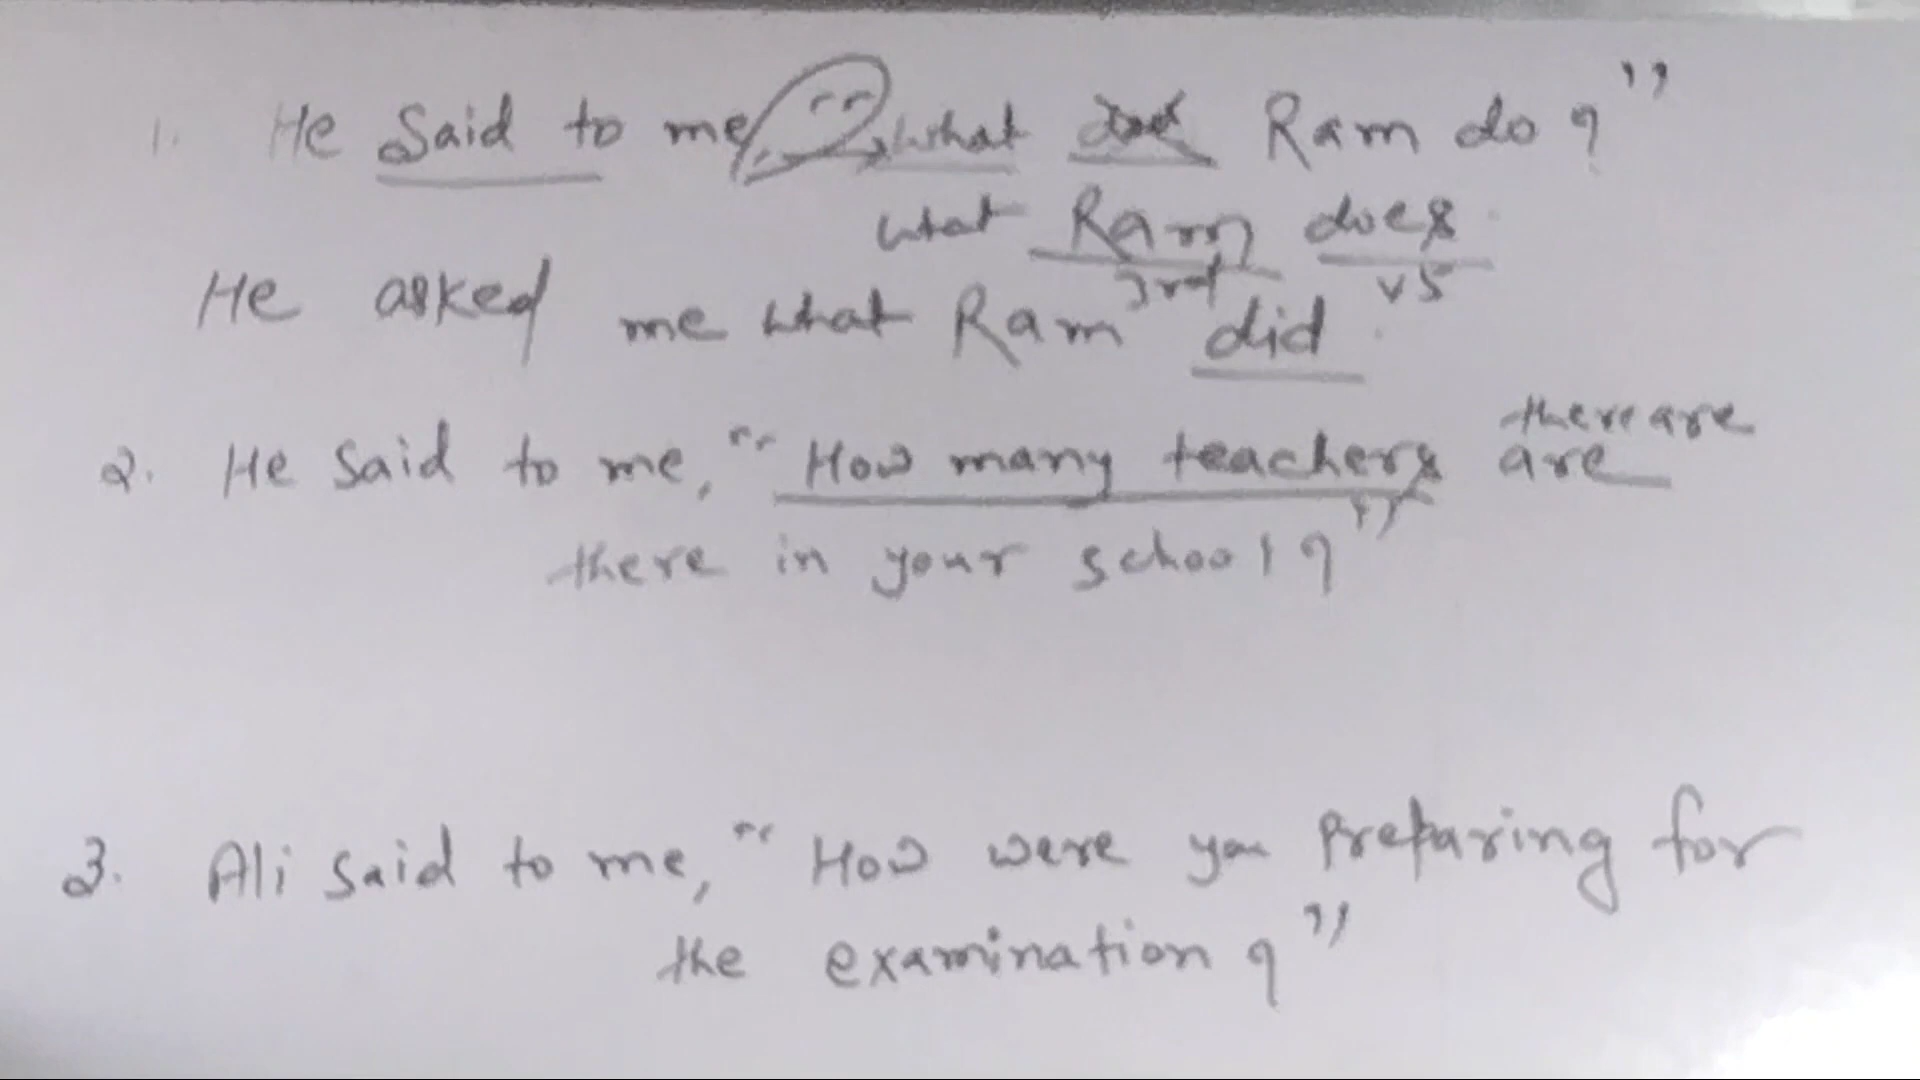 1. He Said to me, "What does Ram do ?"
what Ram does
3rd v5
He asked me what Ram did.
there are
2. He Said to me, "How many teachers are
there in your school ?"
3. Ali Said to me, "How were you Preparing for
the examination ?"